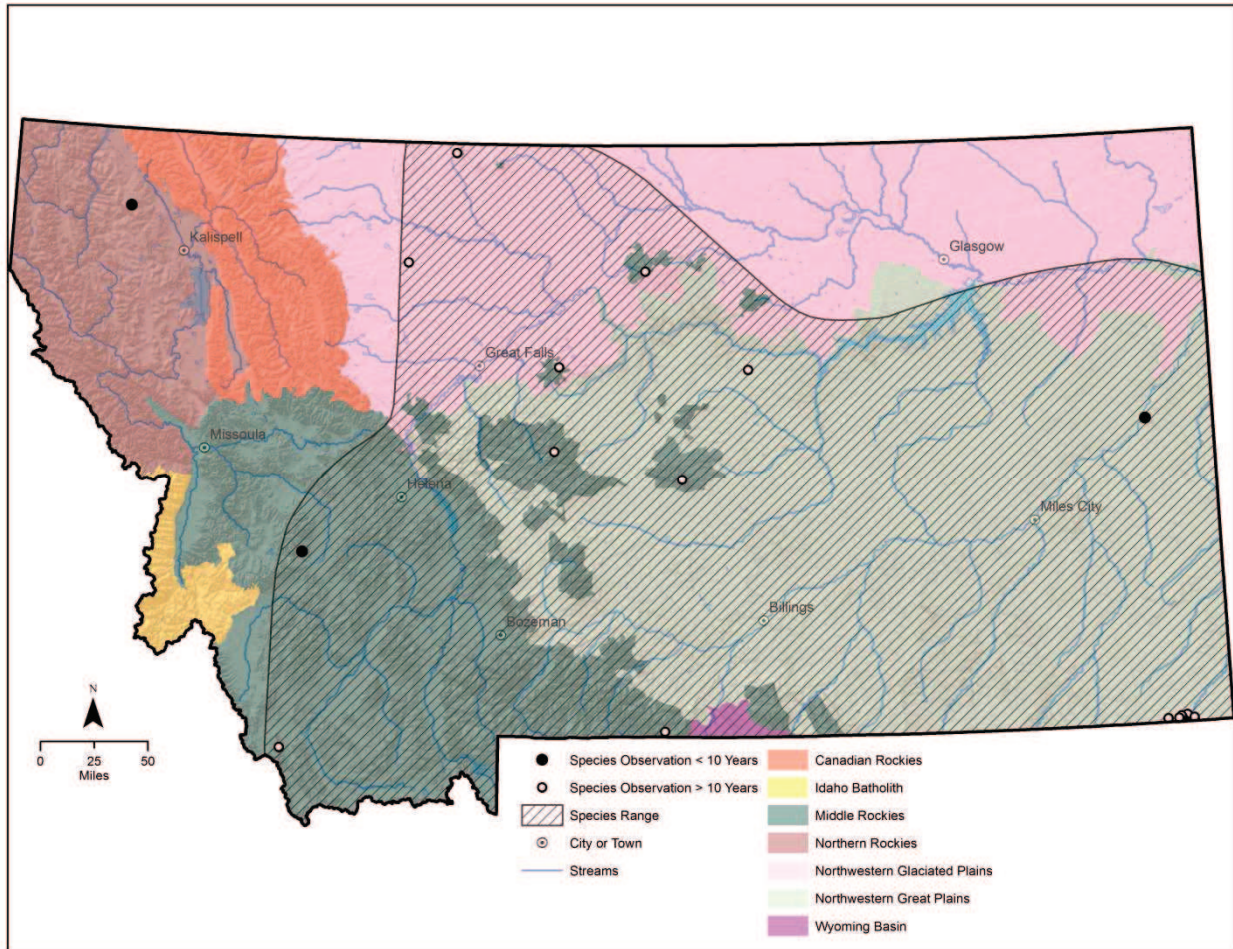 Kalispell
Glasgow
Great Falls
Missoula
Helena
Miles City
Billings
Bozeman
N
0 25 50
Miles
Species Observation < 10 Years
Species Observation > 10 Years
Species Range
City or Town
Streams
Canadian Rockies
Idaho Batholith
Middle Rockies
Northern Rockies
Northwestern Glaciated Plains
Northwestern Great Plains
Wyoming Basin